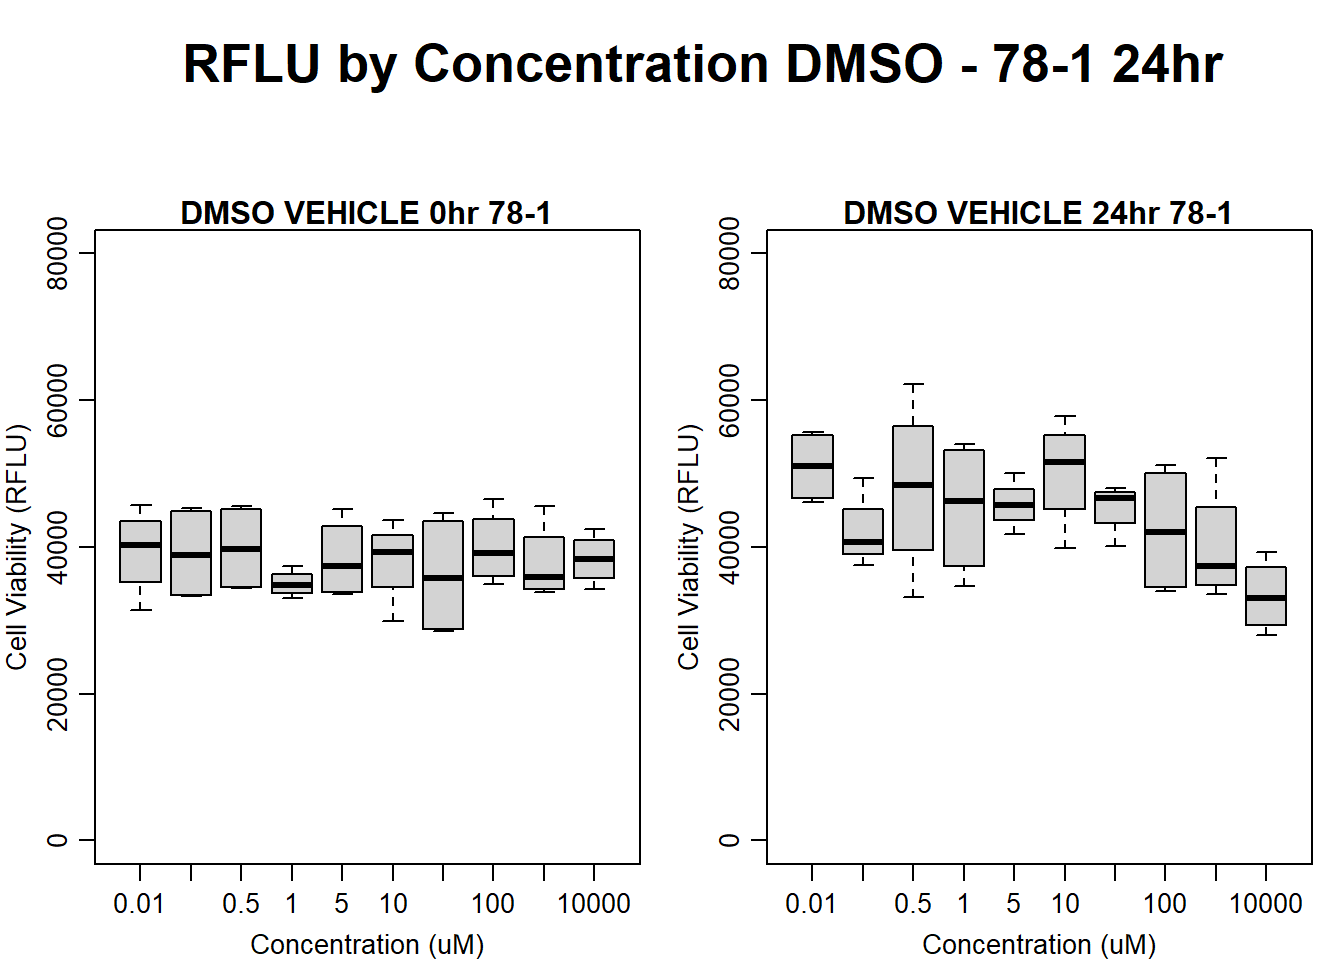 RFLU by Concentration DMSO - 78-1 24hr
DMSO VEHICLE 0hr 78-1
80000
60000
40000
20000
0
Cell Viability (RFLU)
0.01 0.5 1 5 10 100 10000
Concentration (uM)
DMSO VEHICLE 24hr 78-1
80000
60000
40000
20000
0
Cell Viability (RFLU)
0.01 0.5 1 5 10 100 10000
Concentration (uM)